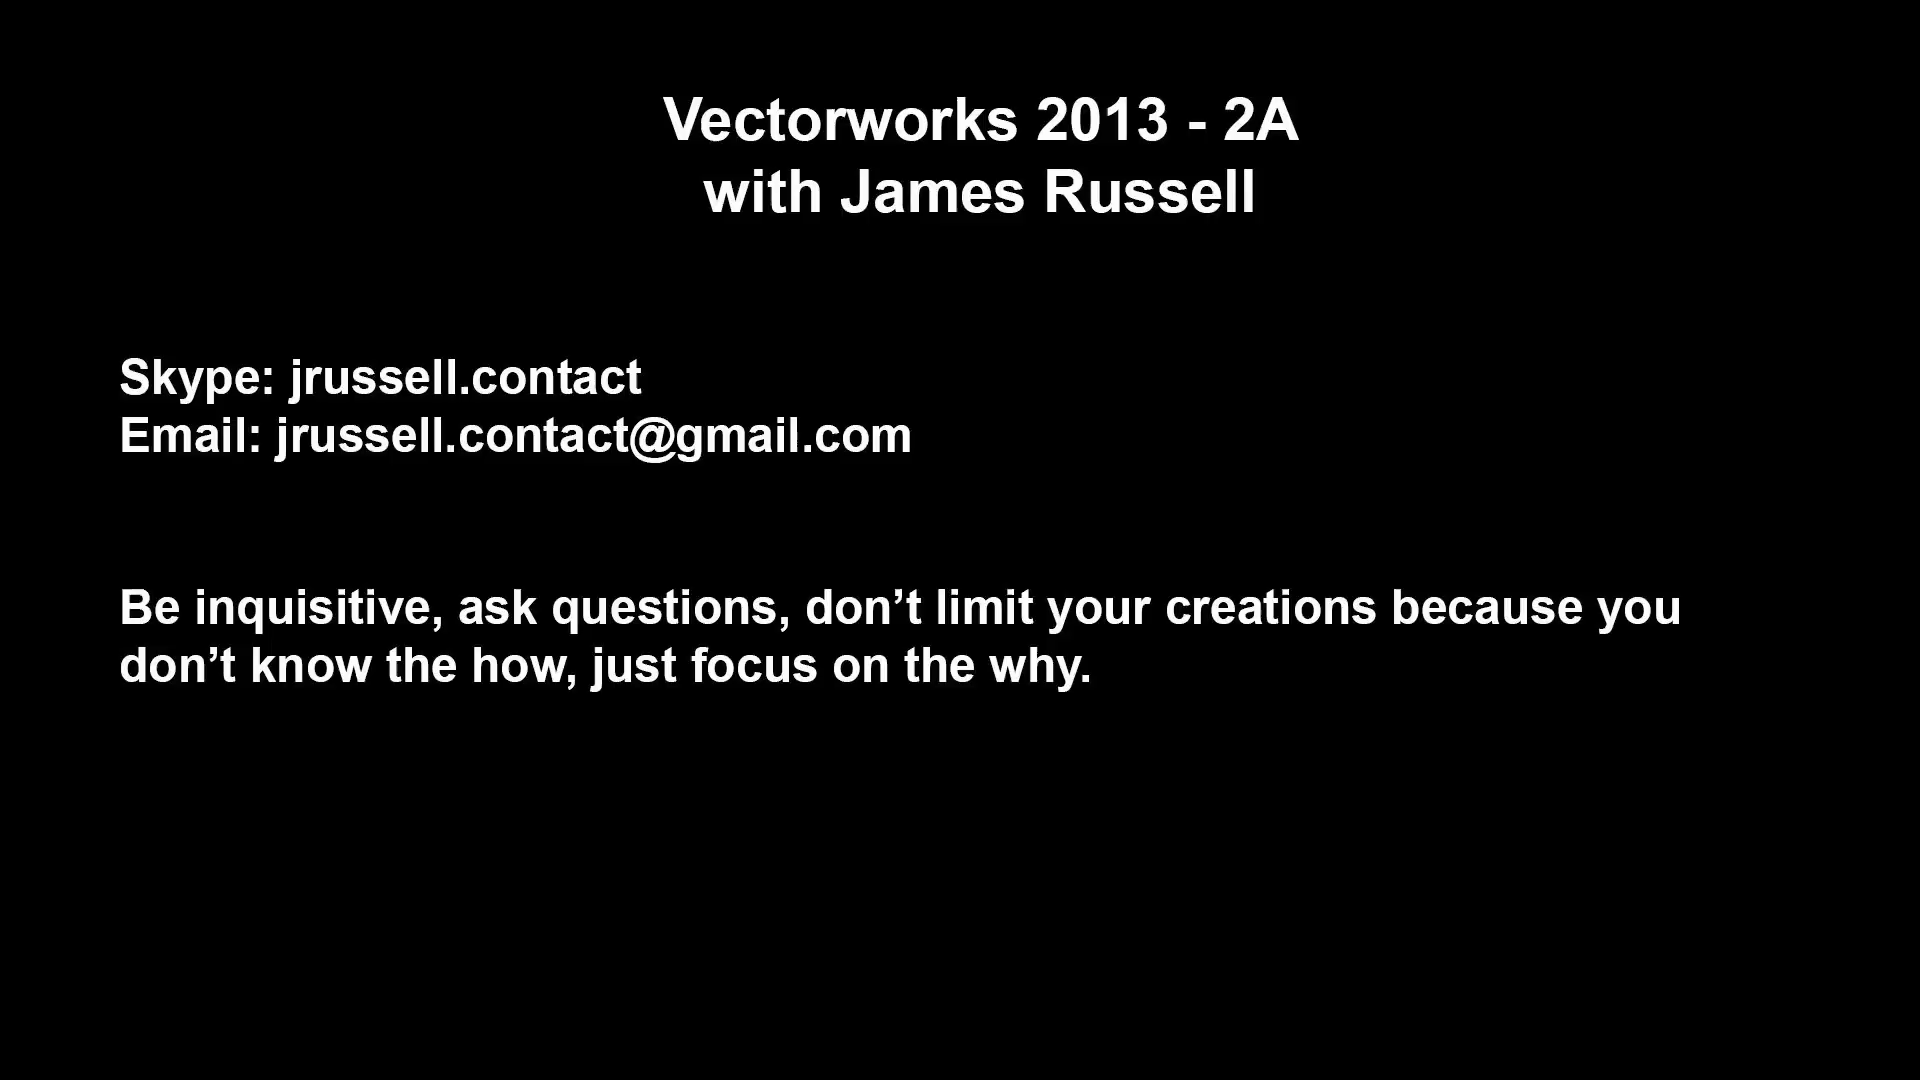 Vectorworks 2013 - 2A
with James Russell
Skype: jrussell.contact
Email: jrussell.contact@gmail.com
Be inquisitive, ask questions, don’t limit your creations because you
don’t know the how, just focus on the why.